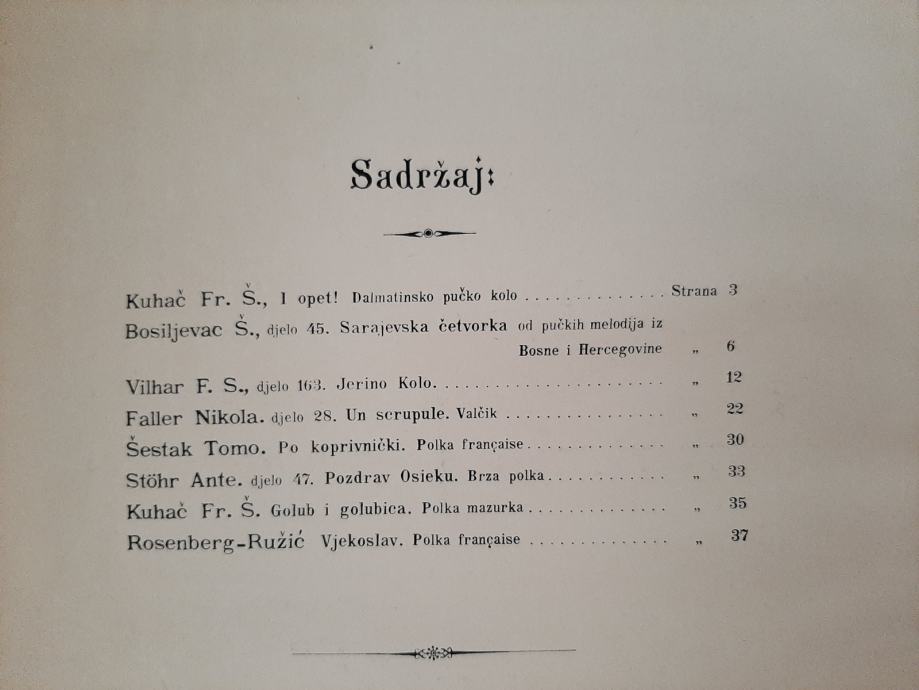 Sadržaj:
Kuhač Fr. Š., I opet! Dalmatinsko pučko kolo . . . . . . . . . . . . . . Strana 3
Bosiljevac Š., djelo 45. Sarajevska četvorka od pučkih melodija iz
Bosne i Hercegovine „ 6
Vilhar F. S., djelo 163. Jerino Kolo. . . . . . . . . . . . . . . . . . . . . . . „ 12
Faller Nikola. djelo 28. Un scrupule. Valčik . . . . . . . . . . . . . . . . „ 22
Šestak Tomo. Po koprivnički. Polka française . . . . . . . . . . . . . . „ 30
Stöhr Ante. djelo 47. Pozdrav Osieku. Brza polka . . . . . . . . . . . . „ 33
Kuhač Fr. Š. Golub i golubica. Polka mazurka . . . . . . . . . . . . . . „ 35
Rosenberg-Ružić Vjekoslav. Polka française . . . . . . . . . . . . . . „ 37